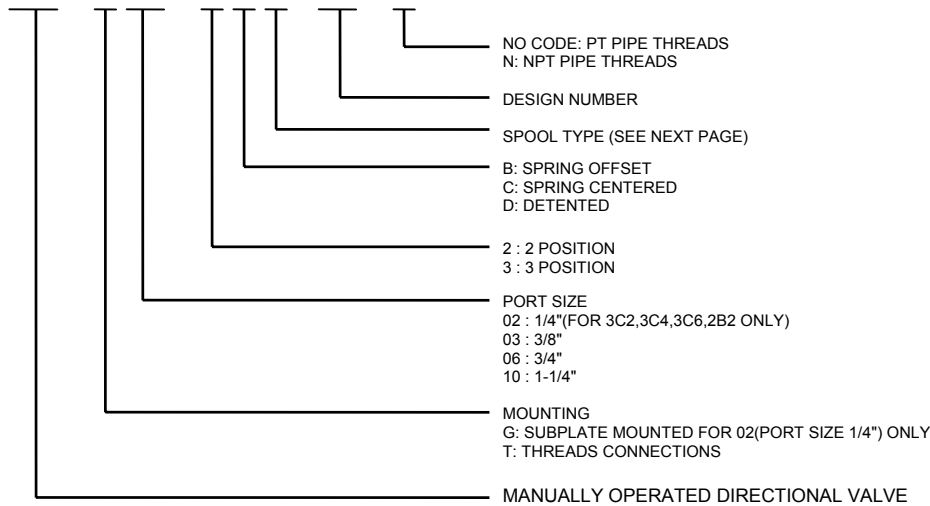 NO CODE: PT PIPE THREADS
N: NPT PIPE THREADS
DESIGN NUMBER
SPOOL TYPE (SEE NEXT PAGE)
B: SPRING OFFSET
C: SPRING CENTERED
D: DETENTED
2 : 2 POSITION
3 : 3 POSITION
PORT SIZE
02 : 1/4"(FOR 3C2,3C4,3C6,2B2 ONLY)
03 : 3/8"
06 : 3/4"
10 : 1-1/4"
MOUNTING
G: SUBPLATE MOUNTED FOR 02(PORT SIZE 1/4") ONLY
T: THREADS CONNECTIONS
MANUALLY OPERATED DIRECTIONAL VALVE